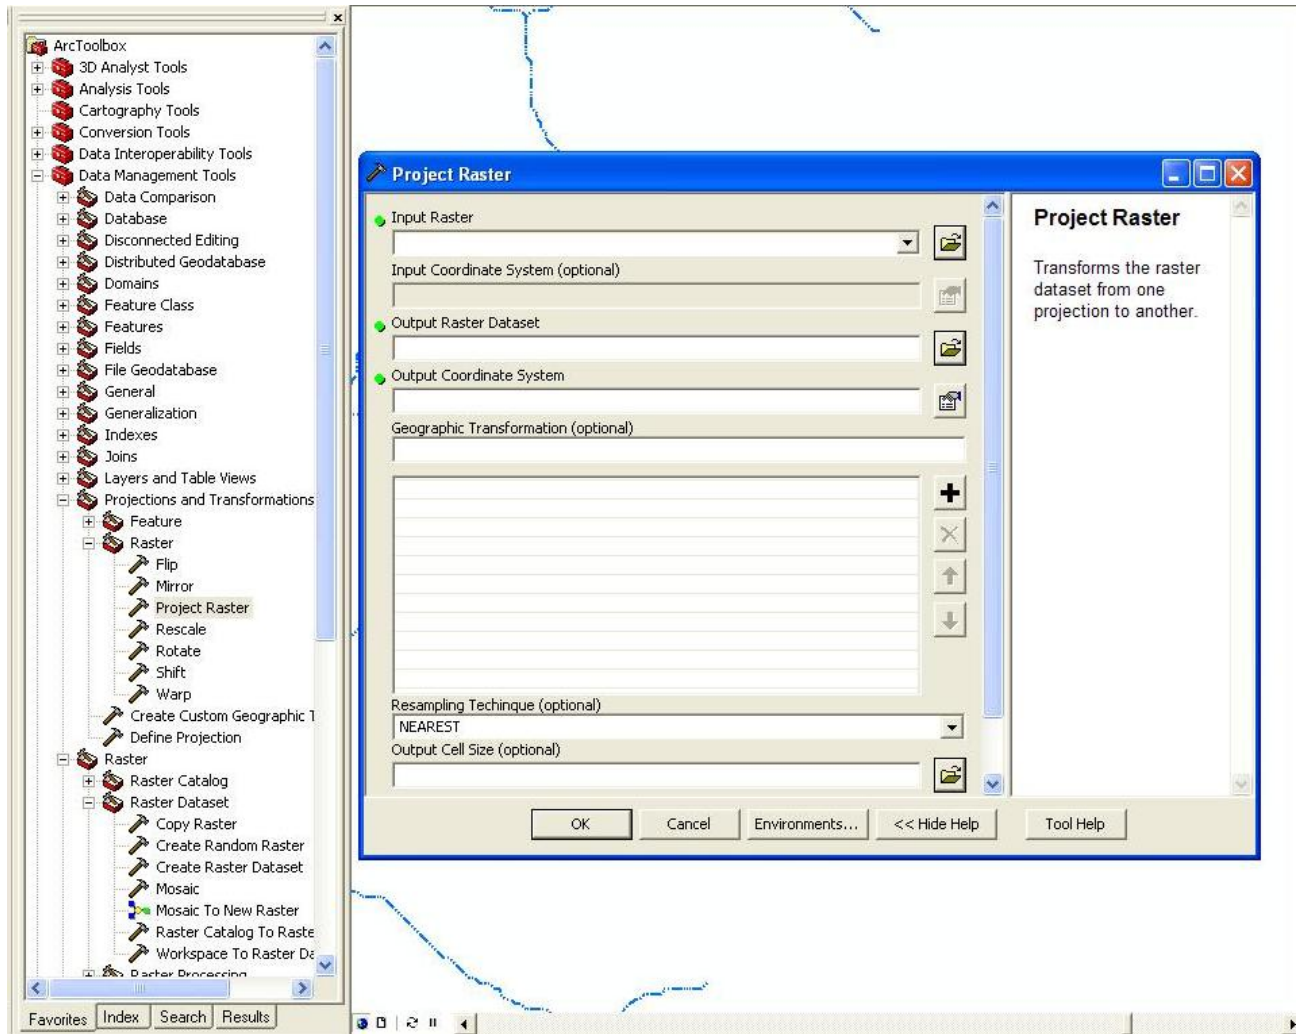 ArcToolbox
3D Analyst Tools
Analysis Tools
Cartography Tools
Conversion Tools
Data Interoperability Tools
Data Management Tools
Data Comparison
Database
Disconnected Editing
Distributed Geodatabase
Domains
Feature Class
Features
Fields
File Geodatabase
General
Generalization
Indexes
Joins
Layers and Table Views
Projections and Transformations
Feature
Raster
Flip
Mirror
Project Raster
Rescale
Rotate
Shift
Warp
Create Custom Geographic T
Define Projection
Raster
Raster Catalog
Raster Dataset
Copy Raster
Create Random Raster
Create Raster Dataset
Mosaic
Mosaic To New Raster
Raster Catalog To Raste
Workspace To Raster Da
Raster Processing
Favorites
Index
Search
Results
Project Raster
Input Raster
Input Coordinate System (optional)
Output Raster Dataset
Output Coordinate System
Geographic Transformation (optional)
Resampling Techinque (optional)
NEAREST
Output Cell Size (optional)
OK
Cancel
Environments...
<< Hide Help
Tool Help
Project Raster
Transforms the raster
dataset from one
projection to another.